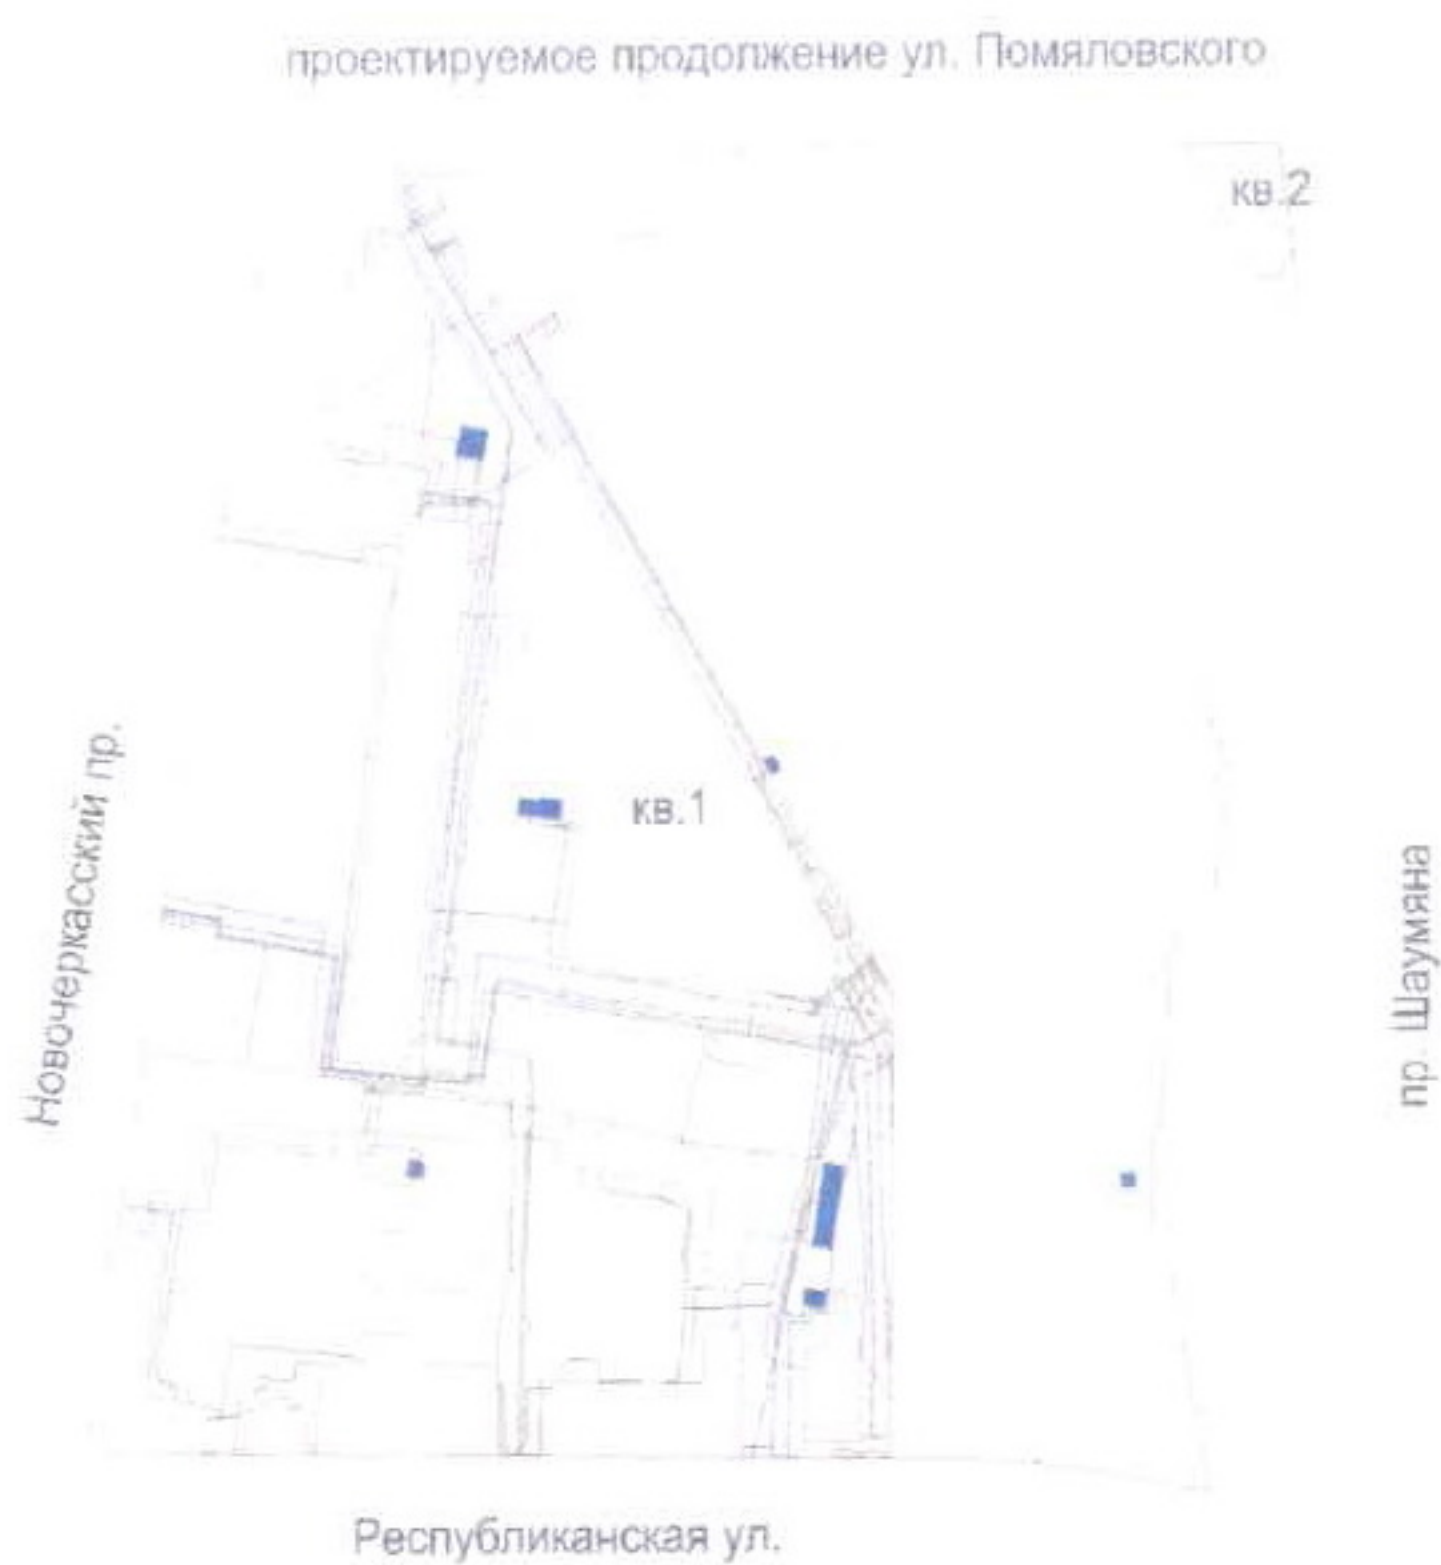 проектируемое продолжение ул. Помяловского
кв.2
кв.1
Новочеркасский пр.
пр. Шаумяна
Республиканская ул.